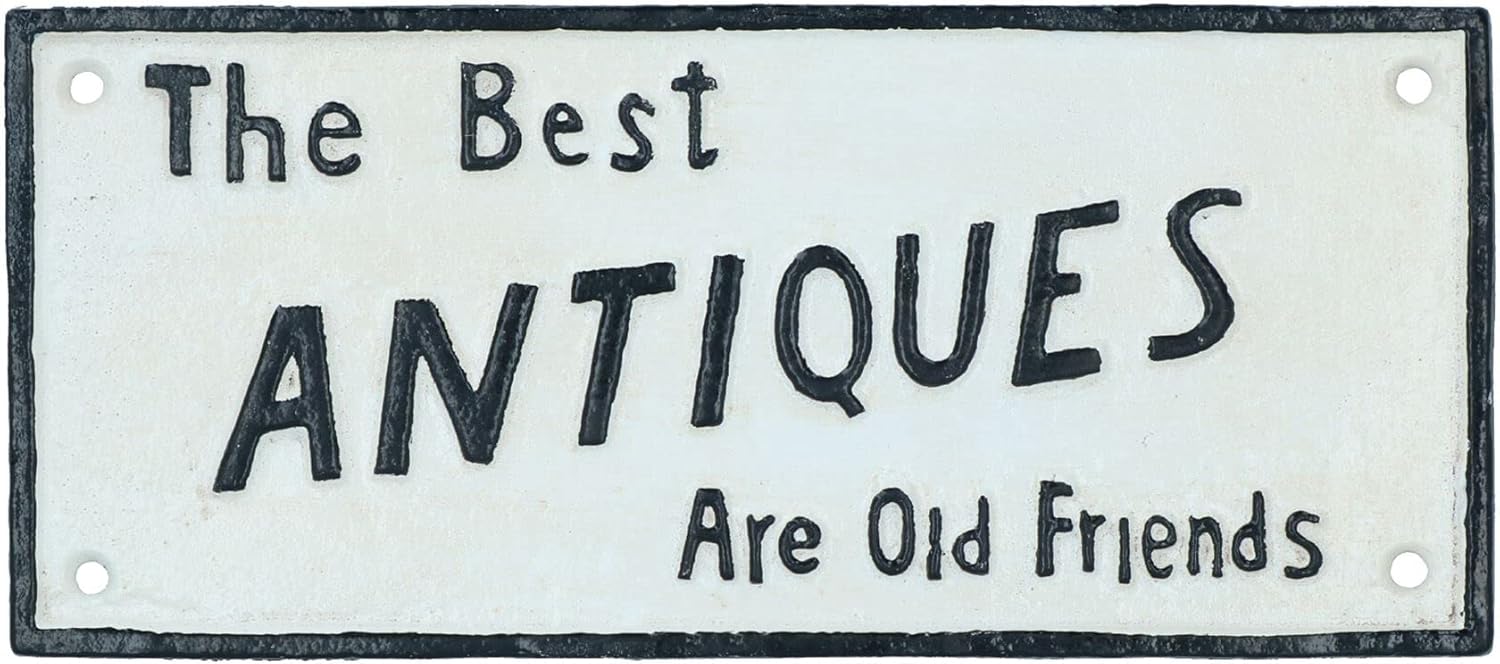 The Best
ANTIQUES
Are Old Friends